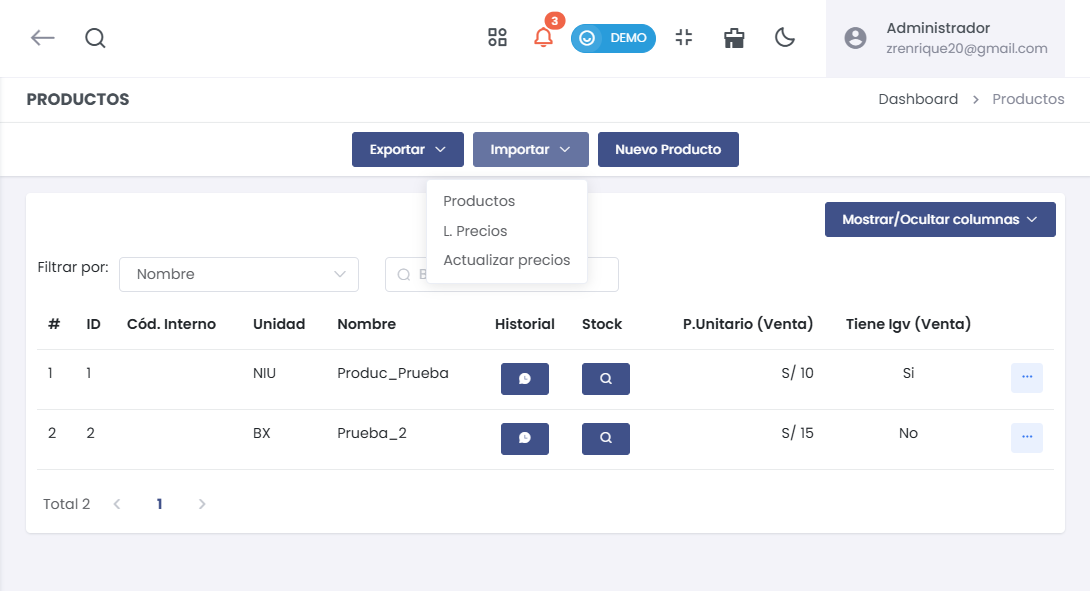 3
DEMO
Administrador
zrenrique20@gmail.com
PRODUCTOS
Dashboard > Productos
Exportar
Importar
Nuevo Producto
Productos
L. Precios
Actualizar precios
Mostrar/Ocultar columnas
Filtrar por:
Nombre
# ID Cód. Interno Unidad Nombre Historial Stock P.Unitario (Venta) Tiene Igv (Venta)
1 1 NIU Produc_Prueba S/ 10 Si
2 2 BX Prueba_2 S/ 15 No
Total 2 < 1 >